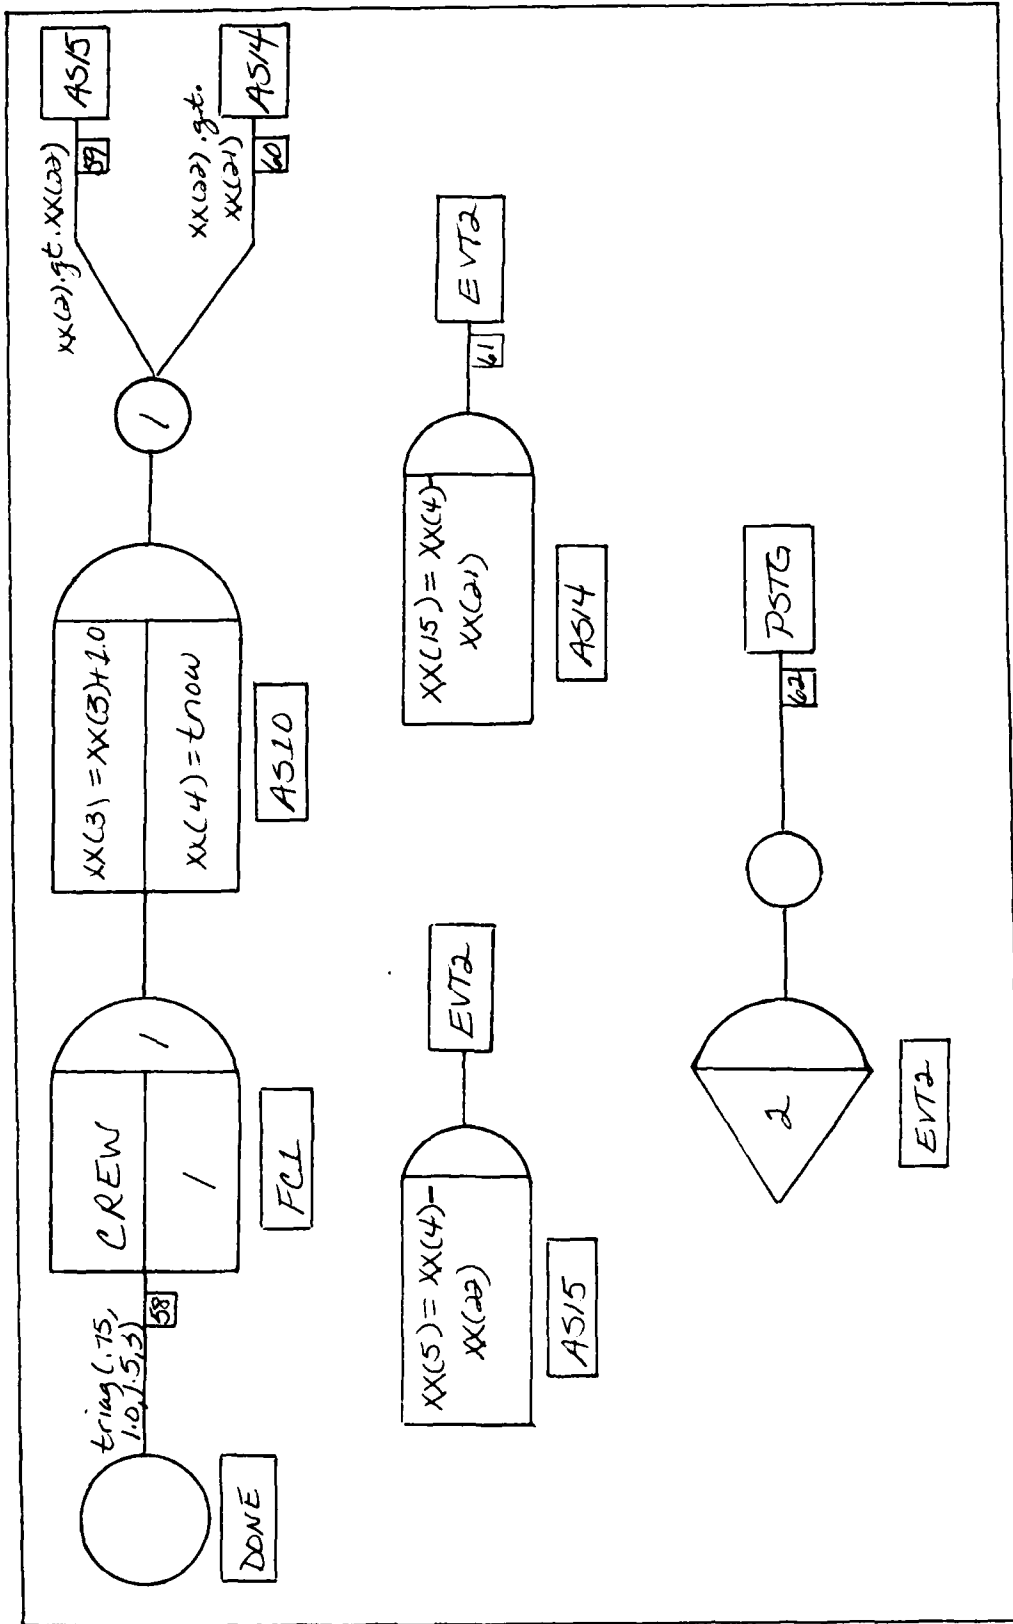 triag(.75,
1.0,1.5,3)
58
DONE
CREW
1
1
FC1
XX(3)=XX(3)+1.0
XX(4)=tnow
AS10
1
XX(2).gt.XX(22)
59
AS15
XX(22).gt.
XX(21)
60
AS14
XX(5)=XX(4)-
XX(22)
AS15
EVT2
XX(15)=XX(4)-
XX(21)
AS14
61
EVT2
2
EVT2
62
PSTG